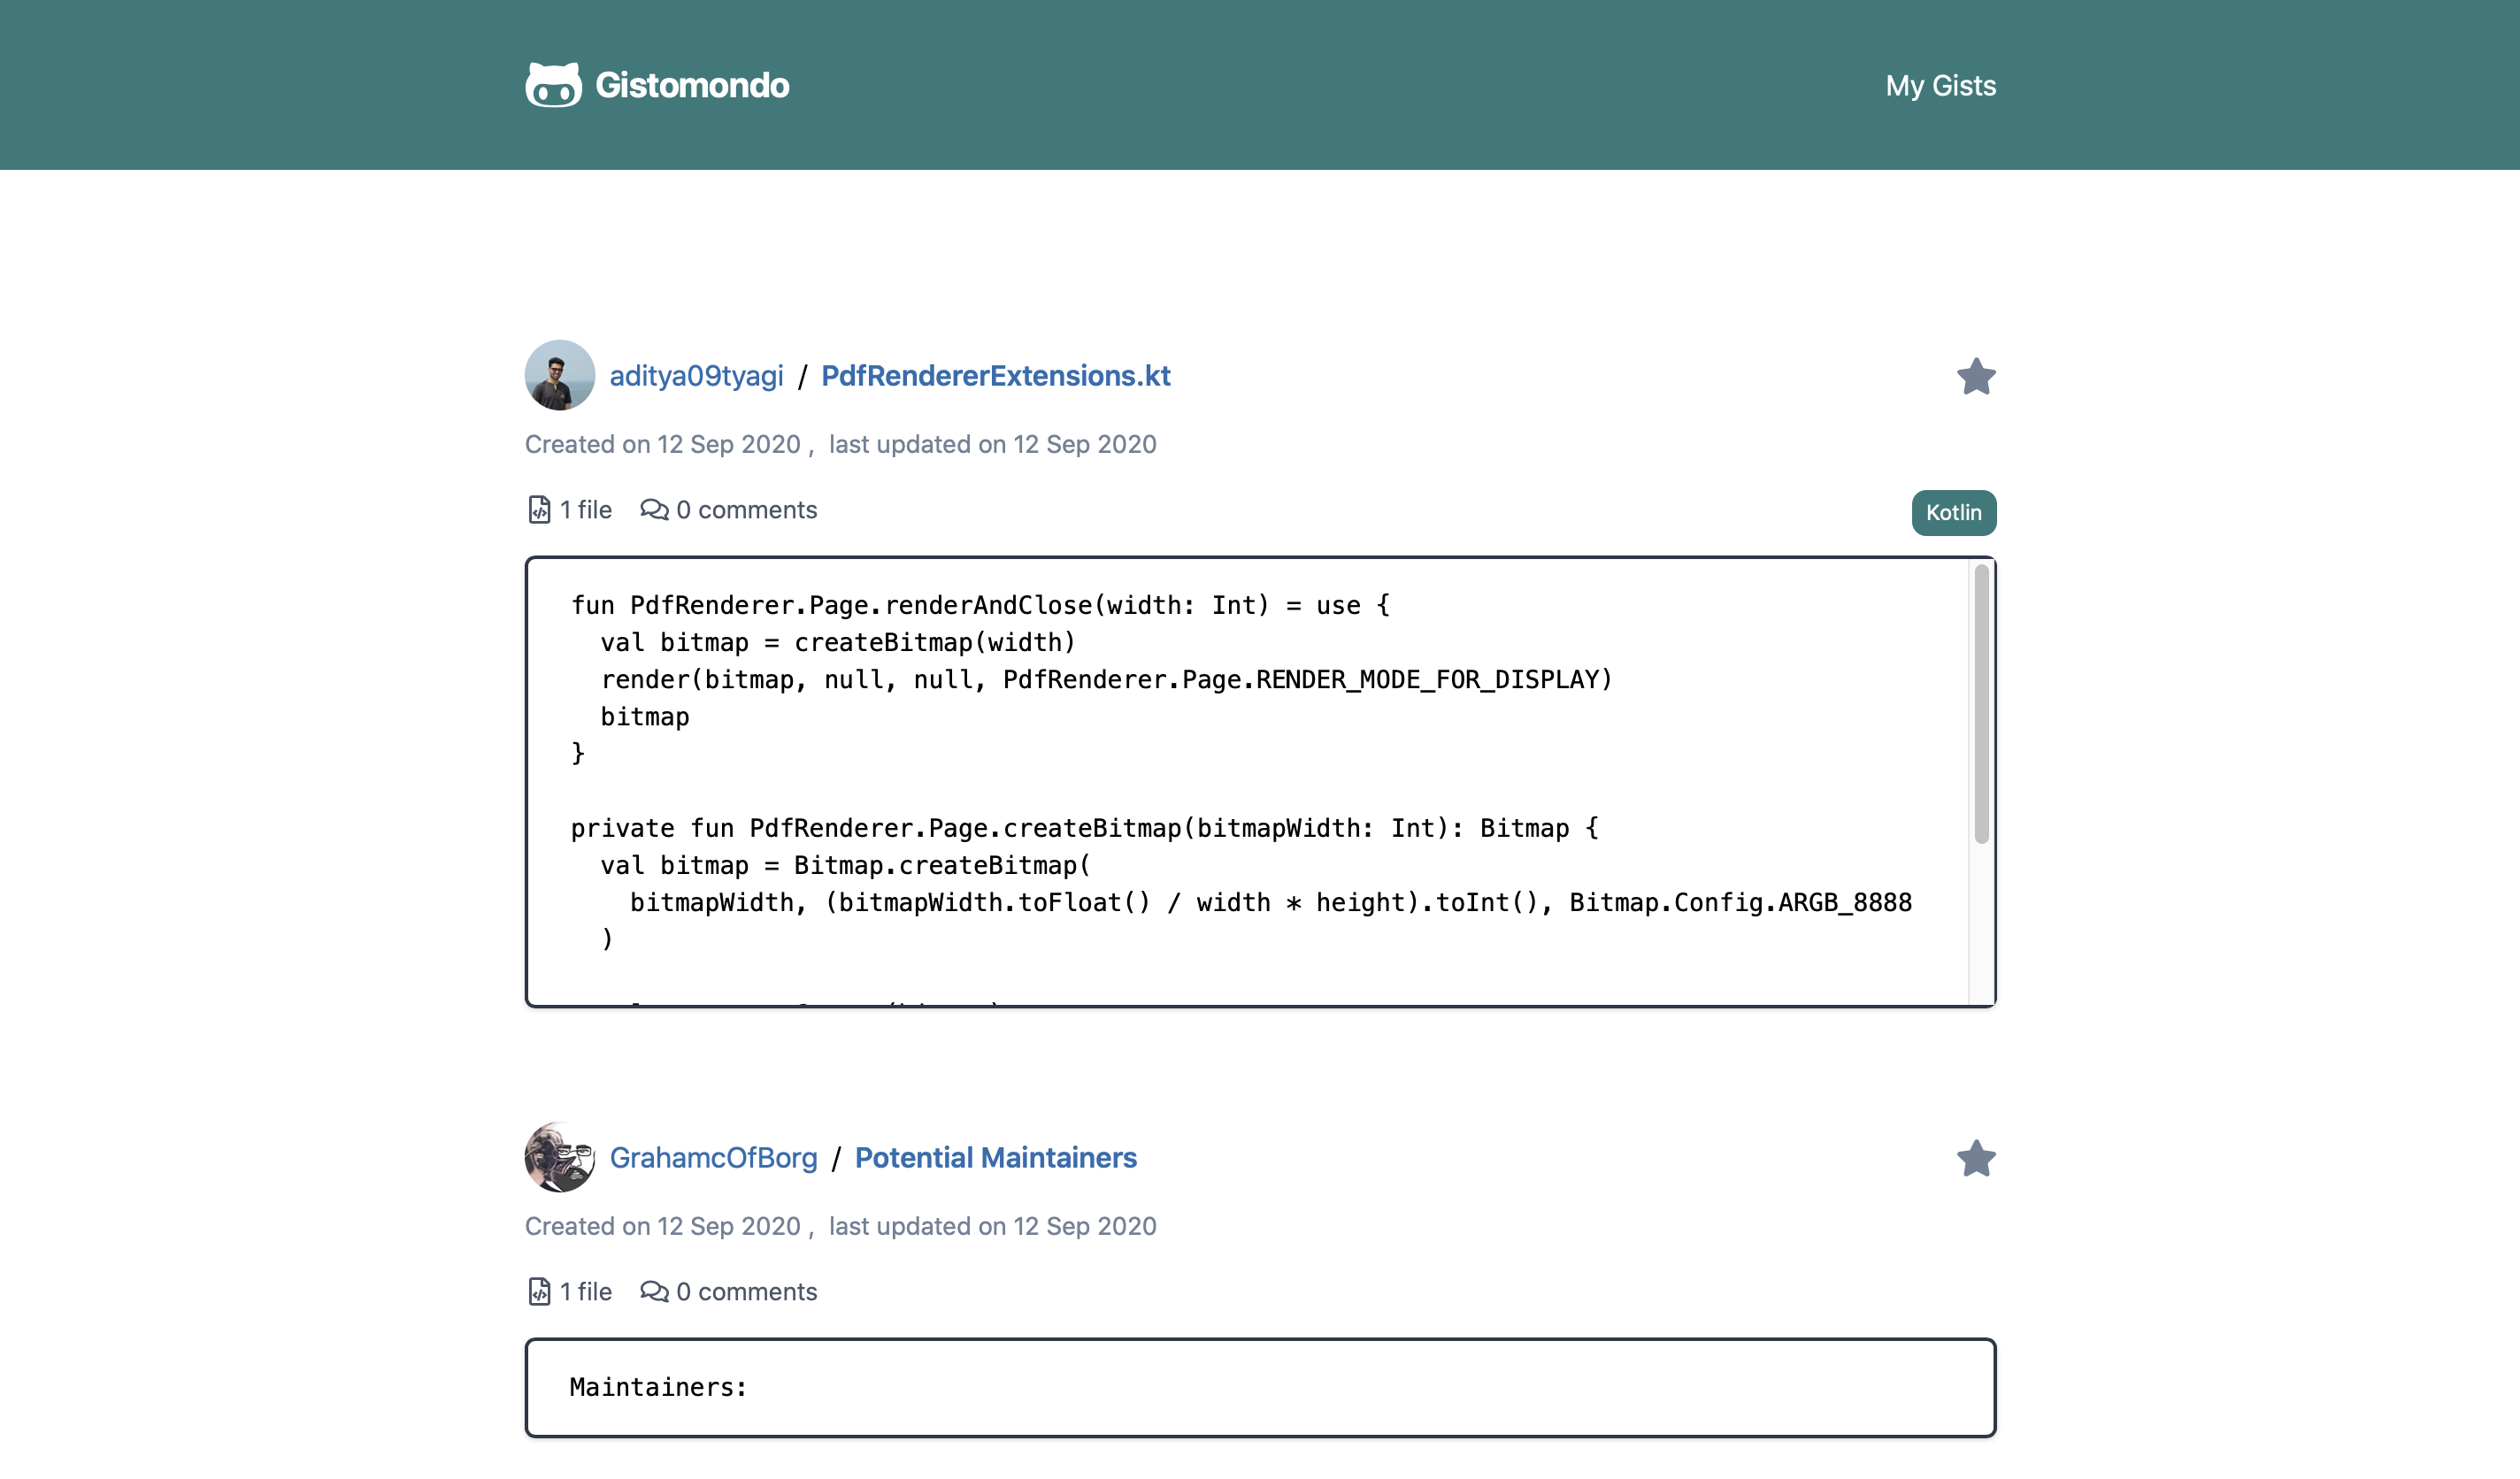 Gistomondo
My Gists
aditya09tyagi / PdfRendererExtensions.kt
Created on 12 Sep 2020 , last updated on 12 Sep 2020
1 file 0 comments
Kotlin
fun PdfRenderer.Page.renderAndClose(width: Int) = use {
  val bitmap = createBitmap(width)
  render(bitmap, null, null, PdfRenderer.Page.RENDER_MODE_FOR_DISPLAY)
  bitmap
}
private fun PdfRenderer.Page.createBitmap(bitmapWidth: Int): Bitmap {
  val bitmap = Bitmap.createBitmap(
    bitmapWidth, (bitmapWidth.toFloat() / width * height).toInt(), Bitmap.Config.ARGB_8888
  )
GrahamcOfBorg / Potential Maintainers
Created on 12 Sep 2020 , last updated on 12 Sep 2020
1 file 0 comments
Maintainers: